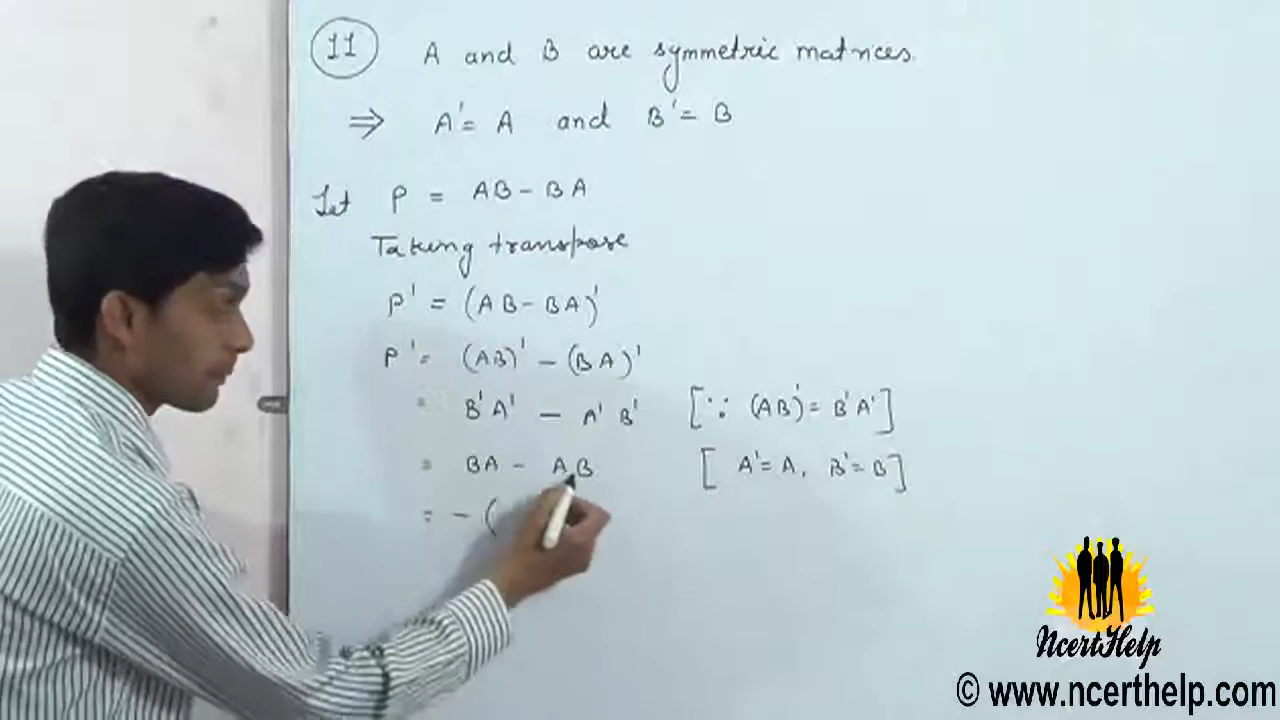 11 A and B are symmetric matrices.
⇒ A' = A and B' = B
Let P = AB - BA
Taking transpose
P' = (AB - BA)'
P' = (AB)' - (BA)'
= B'A' - A'B' [∵ (AB)' = B'A']
= BA - AB [A' = A, B' = B]
= - (
NcertHelp
© www.ncerthelp.com